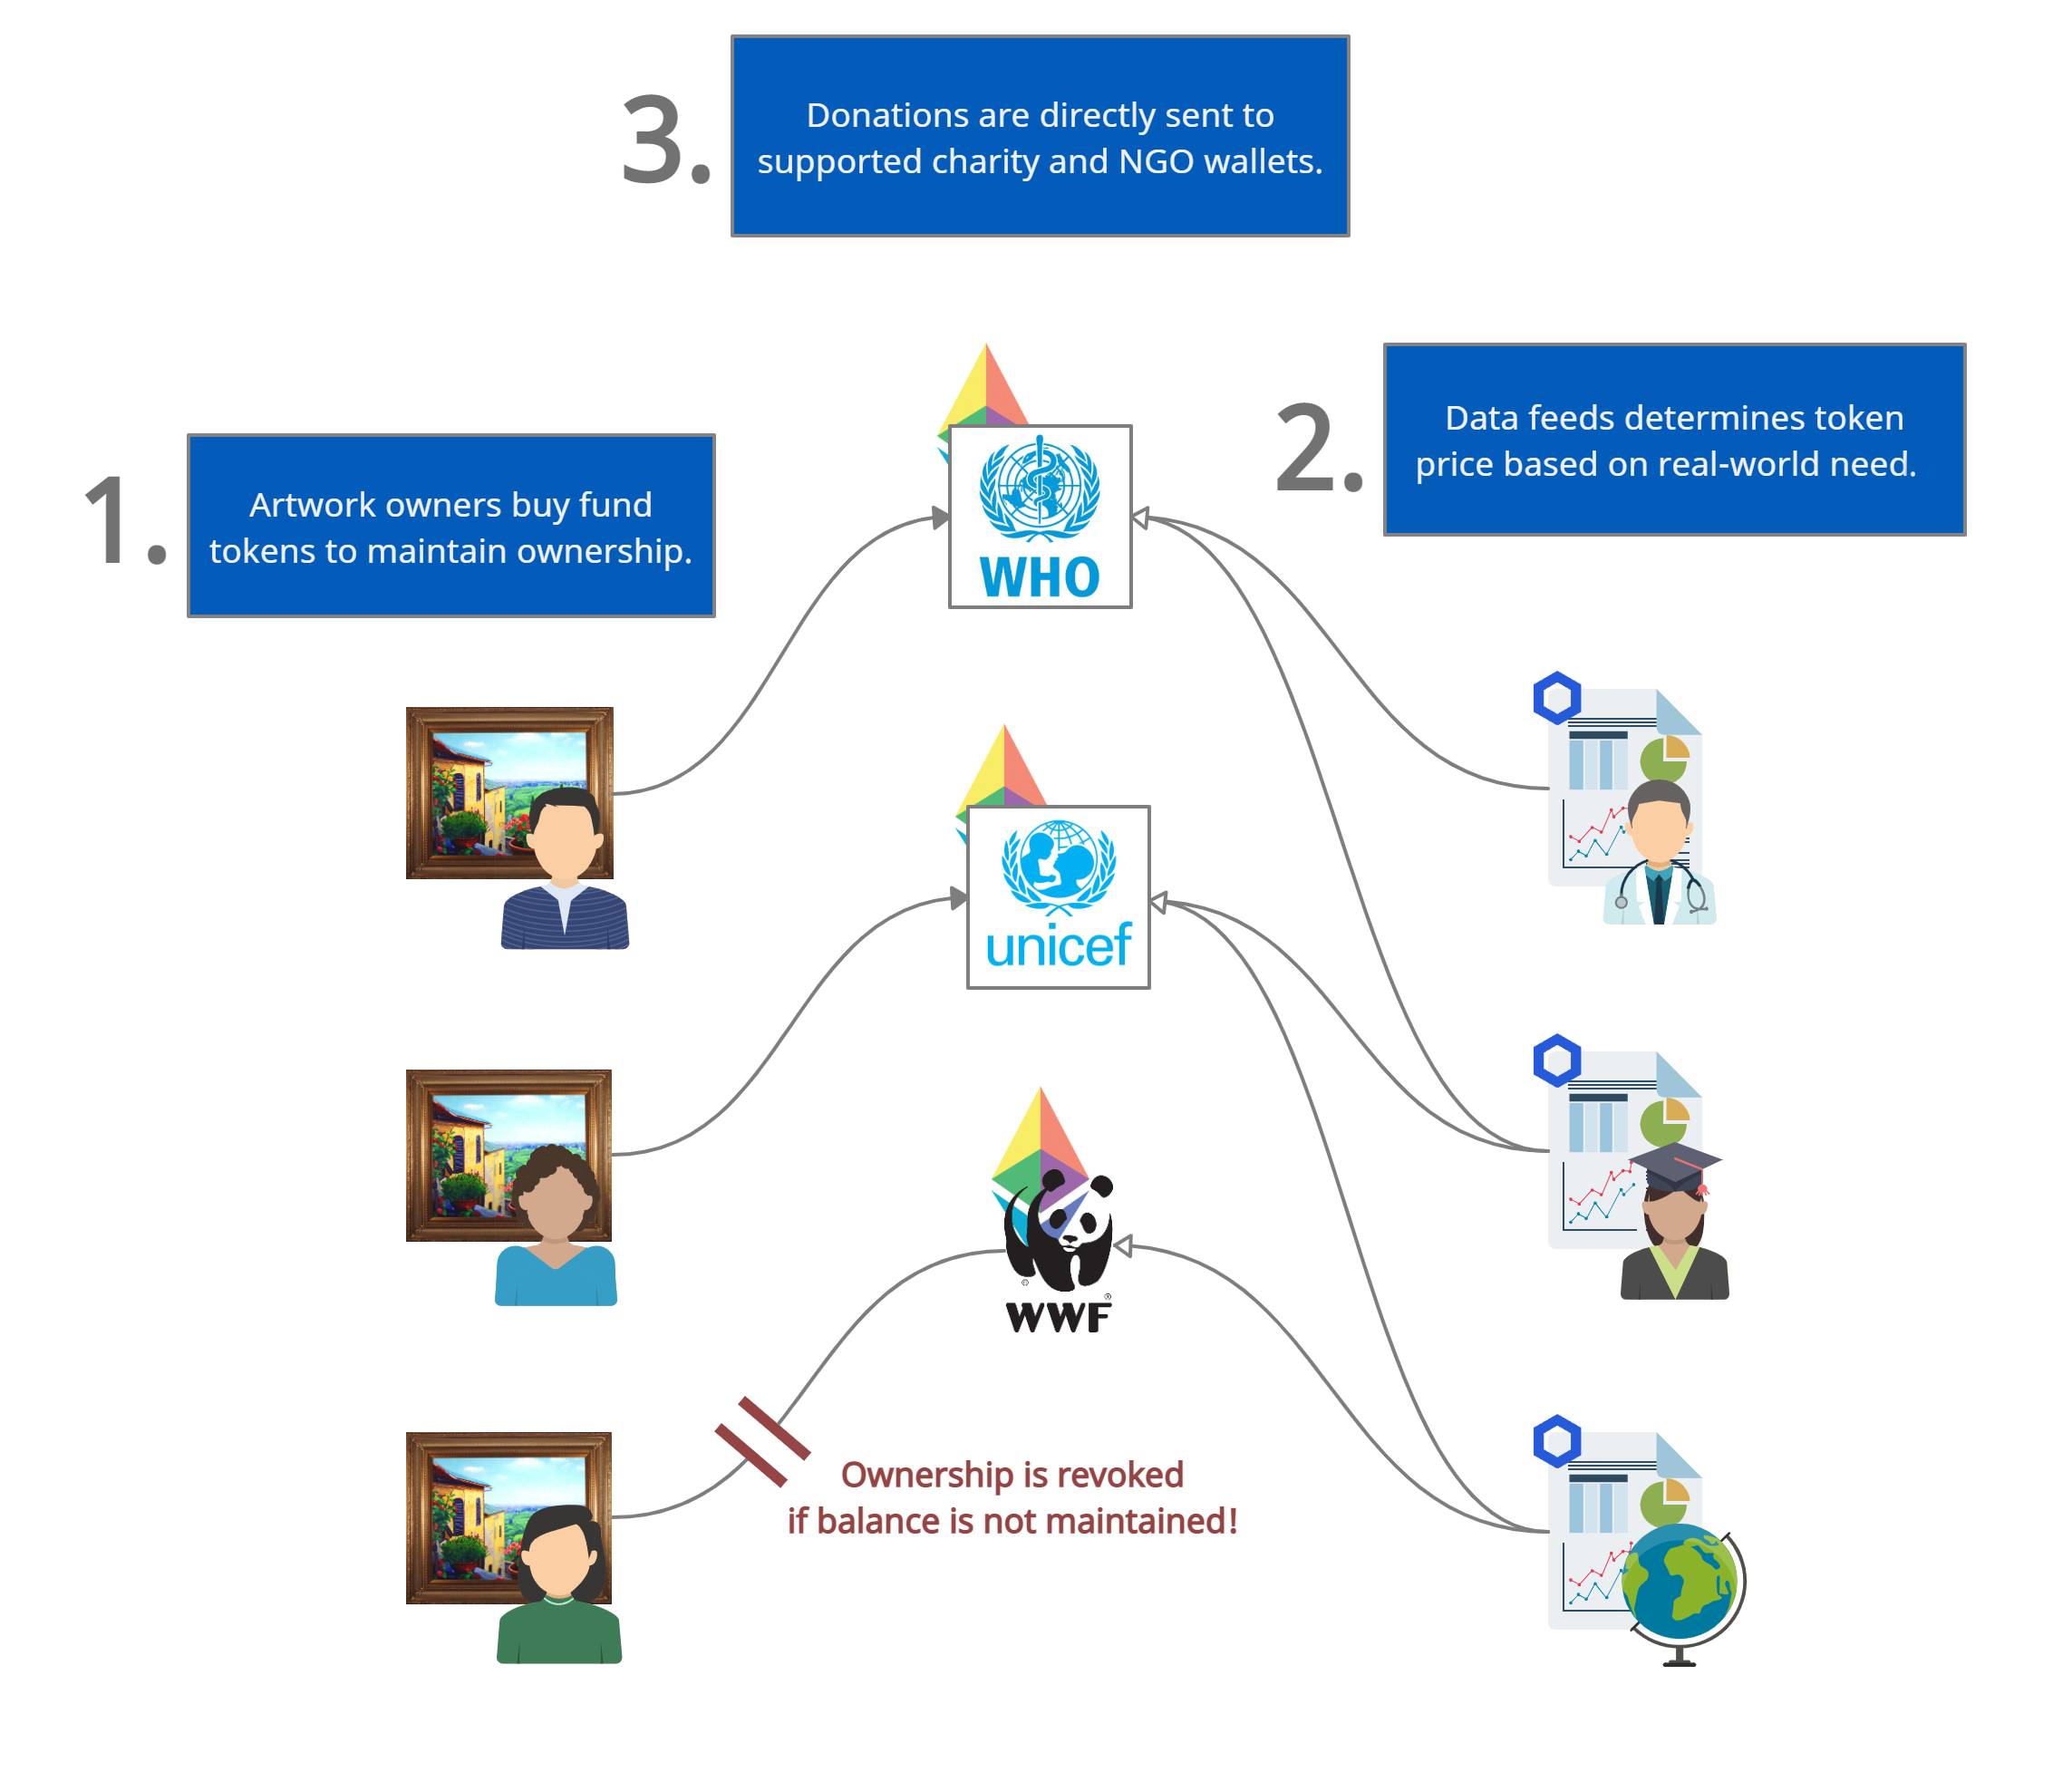 3.
Donations are directly sent to
supported charity and NGO wallets.
1.
Artwork owners buy fund
tokens to maintain ownership.
2.
Data feeds determines token
price based on real-world need.
WHO
unicef
©
®
WWF
Ownership is revoked
if balance is not maintained!